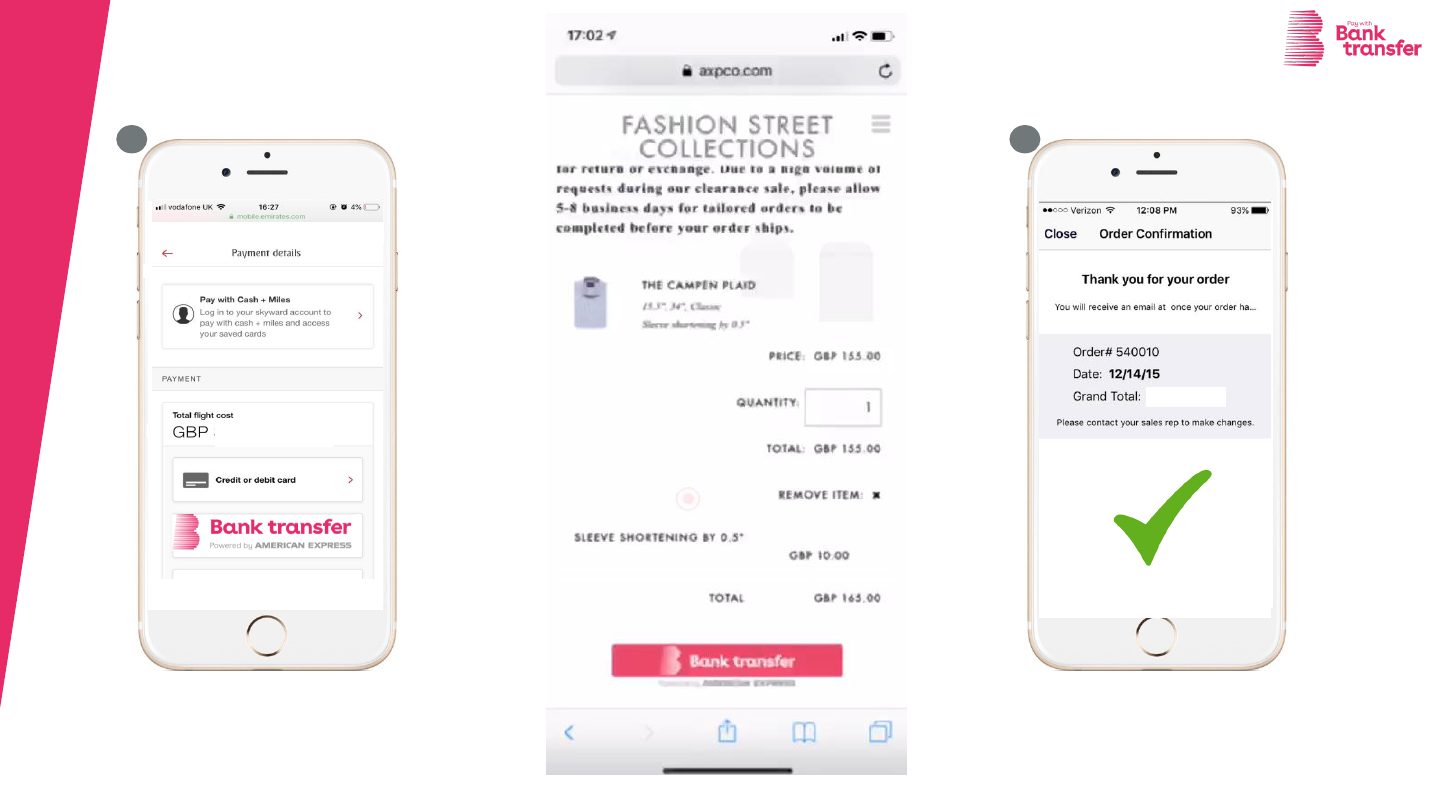 Pay with
Bank
transfer
vodafone UK
16:27
4%
mobile.emirates.com
Payment details
Pay with Cash + Miles
Log in to your skyward account to
pay with cash + miles and access
your saved cards
PAYMENT
Total flight cost
GBP
Credit or debit card
Bank transfer
Powered by AMERICAN EXPRESS
17:02
axpco.com
FASHION STREET
COLLECTIONS
for return or exchange. Due to a high volume of
requests during our clearance sale, please allow
5-8 business days for tailored orders to be
completed before your order ships.
THE CAMPEN PLAID
15.5", 34", Classic
Sleeve shortening by 0.5"
PRICE: GBP 155.00
QUANTITY: 1
TOTAL: GBP 155.00
REMOVE ITEM: ✖
SLEEVE SHORTENING BY 0.5"
GBP 10.00
TOTAL GBP 165.00
Bank transfer
Powered by AMERICAN EXPRESS
Verizon
12:08 PM
93%
Close Order Confirmation
Thank you for your order
You will receive an email at once your order ha...
Order# 540010
Date: 12/14/15
Grand Total:
Please contact your sales rep to make changes.